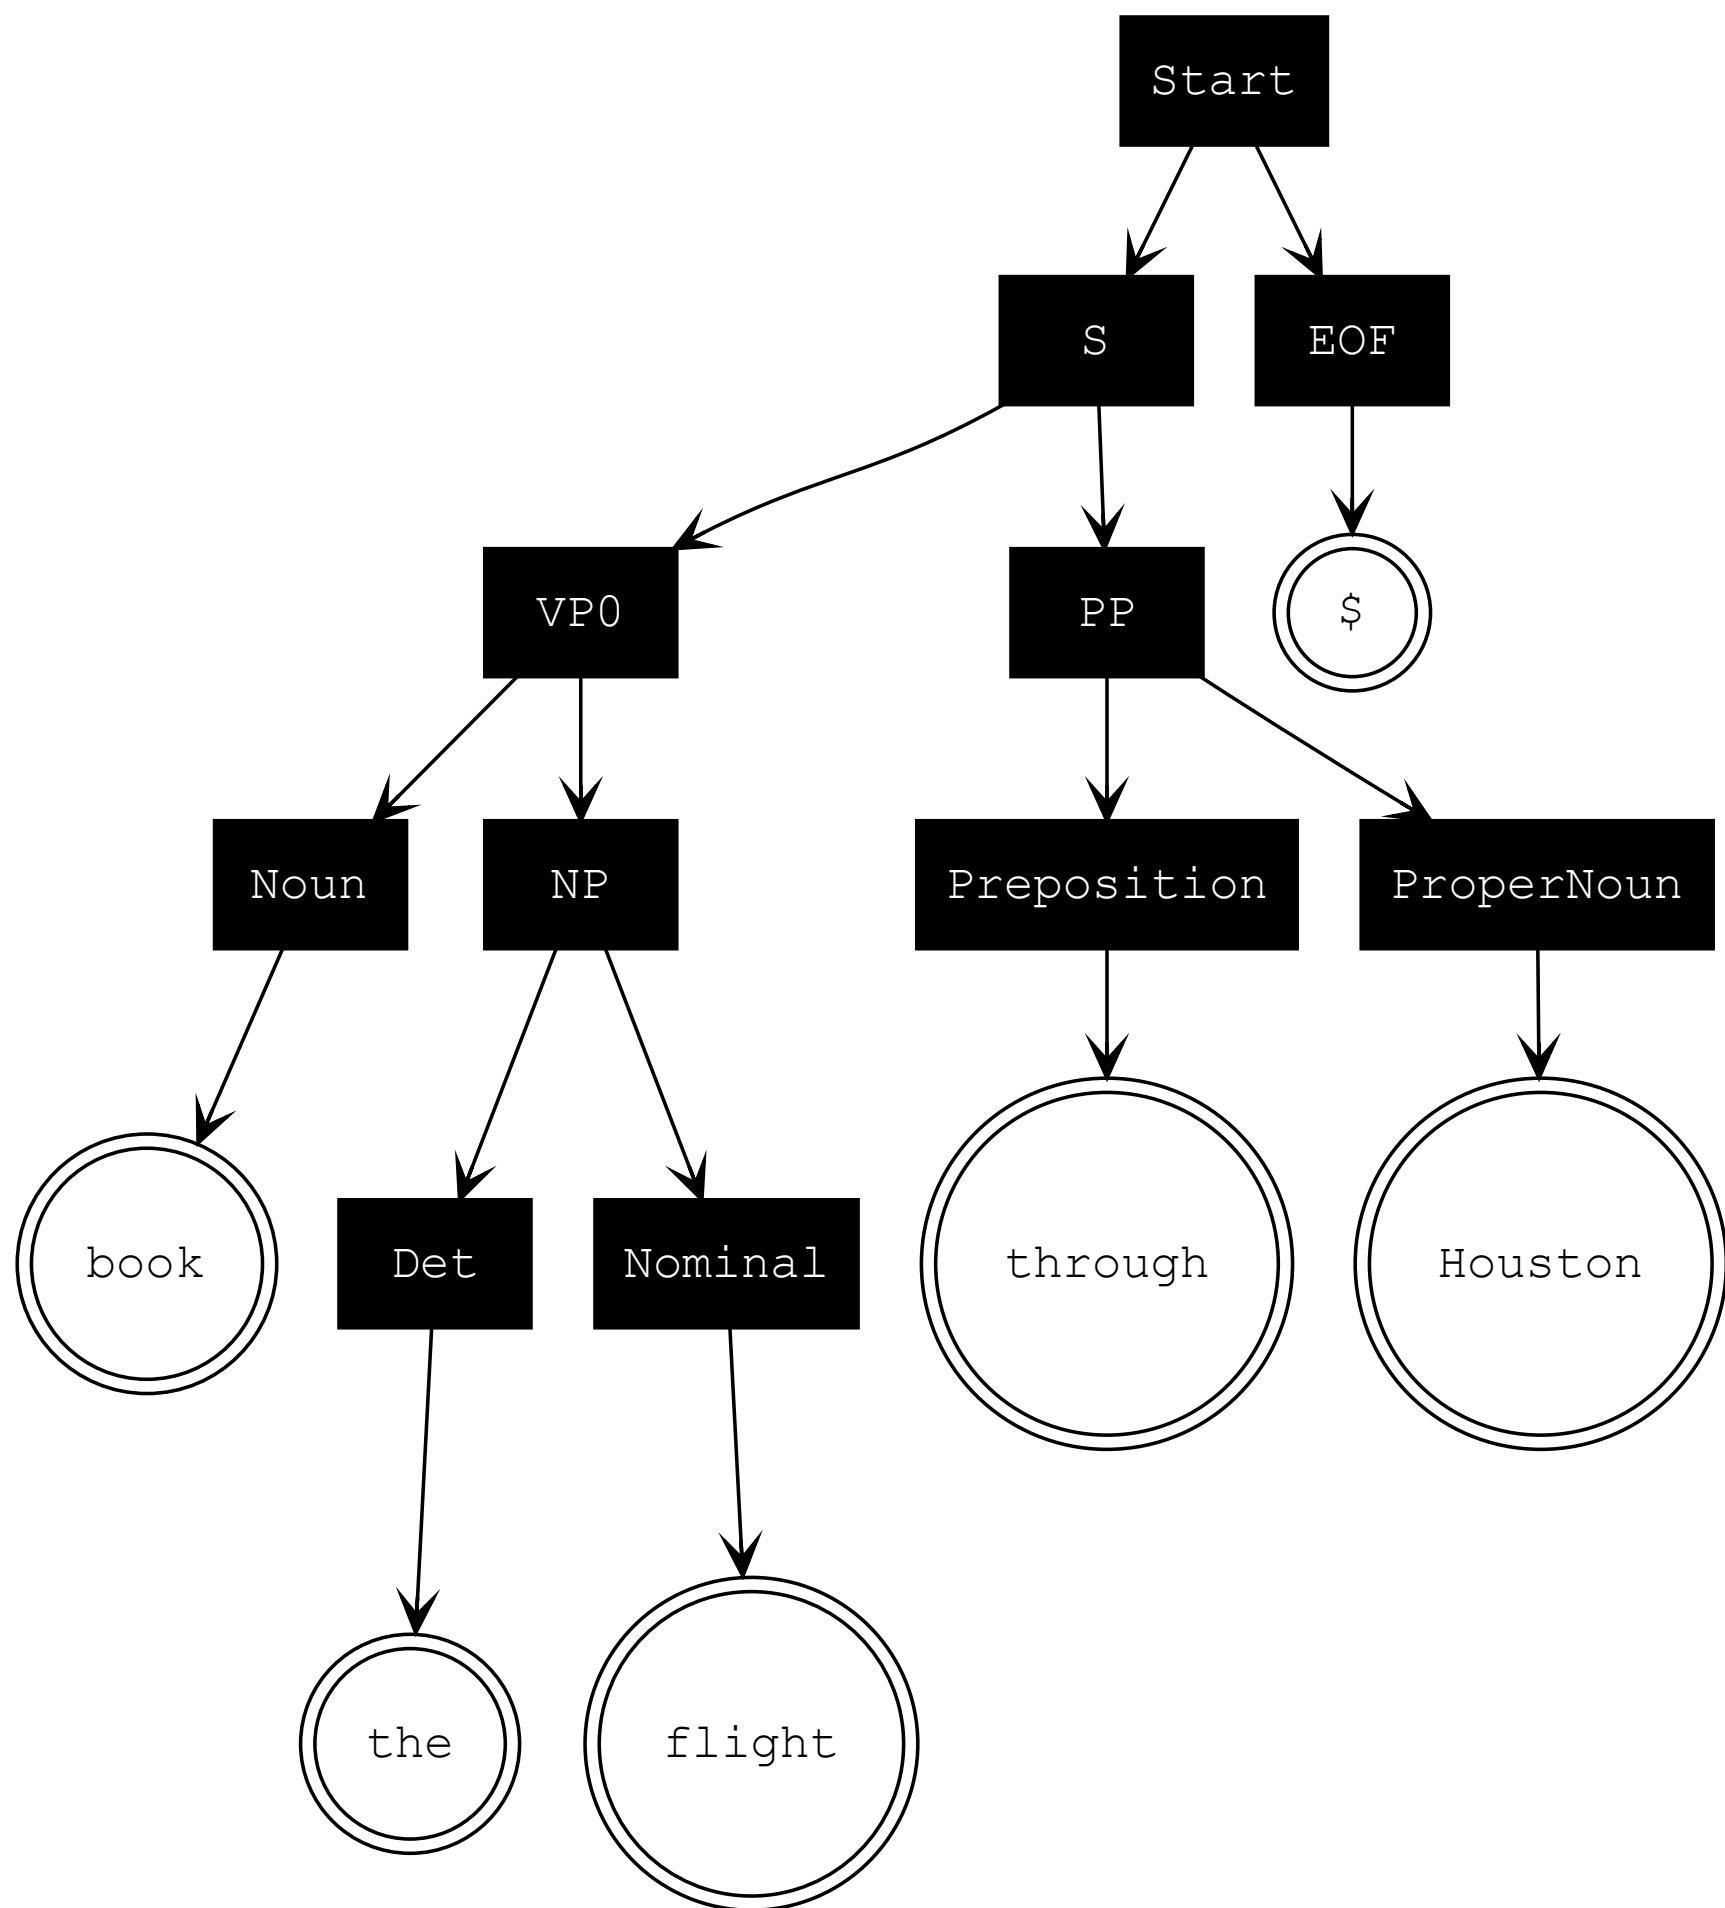 Start
S EOF
VP0 PP $
Noun NP Preposition ProperNoun
book Det Nominal through Houston
the flight